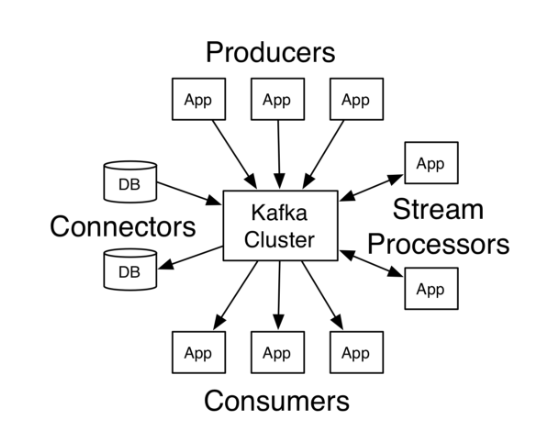 Producers
App
App
App
DB
App
Connectors
Kafka
Cluster
Stream
Processors
DB
App
App
App
App
Consumers